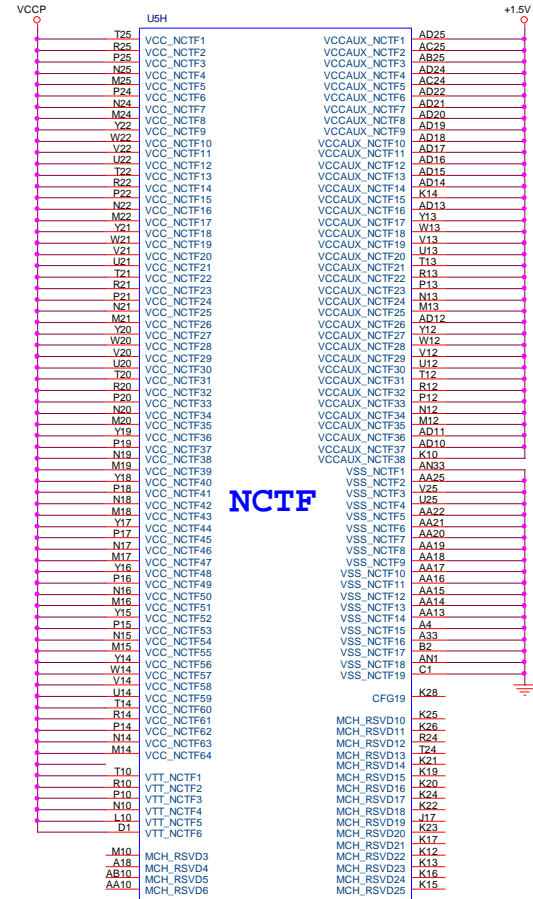 VCCP
+1.5V
U5H
T25 VCC_NCTF1
R25 VCC_NCTF2
P25 VCC_NCTF3
N25 VCC_NCTF4
M25 VCC_NCTF5
P24 VCC_NCTF6
N24 VCC_NCTF7
M24 VCC_NCTF8
Y22 VCC_NCTF9
W22 VCC_NCTF10
V22 VCC_NCTF11
U22 VCC_NCTF12
T22 VCC_NCTF13
R22 VCC_NCTF14
P22 VCC_NCTF15
N22 VCC_NCTF16
M22 VCC_NCTF17
Y21 VCC_NCTF18
W21 VCC_NCTF19
V21 VCC_NCTF20
U21 VCC_NCTF21
T21 VCC_NCTF22
R21 VCC_NCTF23
P21 VCC_NCTF24
N21 VCC_NCTF25
M21 VCC_NCTF26
Y20 VCC_NCTF27
W20 VCC_NCTF28
V20 VCC_NCTF29
U20 VCC_NCTF30
T20 VCC_NCTF31
R20 VCC_NCTF32
P20 VCC_NCTF33
N20 VCC_NCTF34
M20 VCC_NCTF35
Y19 VCC_NCTF36
P19 VCC_NCTF37
N19 VCC_NCTF38
M19 VCC_NCTF39
Y18 VCC_NCTF40
P18 VCC_NCTF41
N18 VCC_NCTF42
M18 VCC_NCTF43
Y17 VCC_NCTF44
P17 VCC_NCTF45
N17 VCC_NCTF46
M17 VCC_NCTF47
Y16 VCC_NCTF48
P16 VCC_NCTF49
N16 VCC_NCTF50
M16 VCC_NCTF51
Y15 VCC_NCTF52
P15 VCC_NCTF53
N15 VCC_NCTF54
M15 VCC_NCTF55
Y14 VCC_NCTF56
W14 VCC_NCTF57
V14 VCC_NCTF58
U14 VCC_NCTF59
T14 VCC_NCTF60
R14 VCC_NCTF61
P14 VCC_NCTF62
N14 VCC_NCTF63
M14 VCC_NCTF64
T10 VTT_NCTF1
R10 VTT_NCTF2
P10 VTT_NCTF3
N10 VTT_NCTF4
L10 VTT_NCTF5
D1 VTT_NCTF6
M10 MCH_RSVD3
A18 MCH_RSVD4
AB10 MCH_RSVD5
AA10 MCH_RSVD6
NCTF
VCCAUX_NCTF1 AD25
VCCAUX_NCTF2 AC25
VCCAUX_NCTF3 AB25
VCCAUX_NCTF4 AD24
VCCAUX_NCTF5 AC24
VCCAUX_NCTF6 AD22
VCCAUX_NCTF7 AD21
VCCAUX_NCTF8 AD20
VCCAUX_NCTF9 AD19
VCCAUX_NCTF10 AD18
VCCAUX_NCTF11 AD17
VCCAUX_NCTF12 AD16
VCCAUX_NCTF13 AD15
VCCAUX_NCTF14 AD14
VCCAUX_NCTF15 K14
VCCAUX_NCTF16 AD13
VCCAUX_NCTF17 Y13
VCCAUX_NCTF18 W13
VCCAUX_NCTF19 V13
VCCAUX_NCTF20 U13
VCCAUX_NCTF21 T13
VCCAUX_NCTF22 R13
VCCAUX_NCTF23 P13
VCCAUX_NCTF24 N13
VCCAUX_NCTF25 M13
VCCAUX_NCTF26 AD12
VCCAUX_NCTF27 Y12
VCCAUX_NCTF28 W12
VCCAUX_NCTF29 V12
VCCAUX_NCTF30 U12
VCCAUX_NCTF31 T12
VCCAUX_NCTF32 R12
VCCAUX_NCTF33 P12
VCCAUX_NCTF34 N12
VCCAUX_NCTF35 M12
VCCAUX_NCTF36 AD11
VCCAUX_NCTF37 AD10
VCCAUX_NCTF38 K10
VSS_NCTF1 AN33
VSS_NCTF2 AA25
VSS_NCTF3 V25
VSS_NCTF4 U25
VSS_NCTF5 AA22
VSS_NCTF6 AA21
VSS_NCTF7 AA20
VSS_NCTF8 AA19
VSS_NCTF9 AA18
VSS_NCTF10 AA17
VSS_NCTF11 AA16
VSS_NCTF12 AA15
VSS_NCTF13 AA14
VSS_NCTF14 AA13
VSS_NCTF15 A4
VSS_NCTF16 A33
VSS_NCTF17 B2
VSS_NCTF18 AN1
VSS_NCTF19 C1
CFG19 K28
MCH_RSVD10 K25
MCH_RSVD11 K26
MCH_RSVD12 R24
MCH_RSVD13 T24
MCH_RSVD14 K21
MCH_RSVD15 K19
MCH_RSVD16 K20
MCH_RSVD17 K24
MCH_RSVD18 K22
MCH_RSVD19 J17
MCH_RSVD20 K23
MCH_RSVD21 K17
MCH_RSVD22 K12
MCH_RSVD23 K13
MCH_RSVD24 K16
MCH_RSVD25 K15